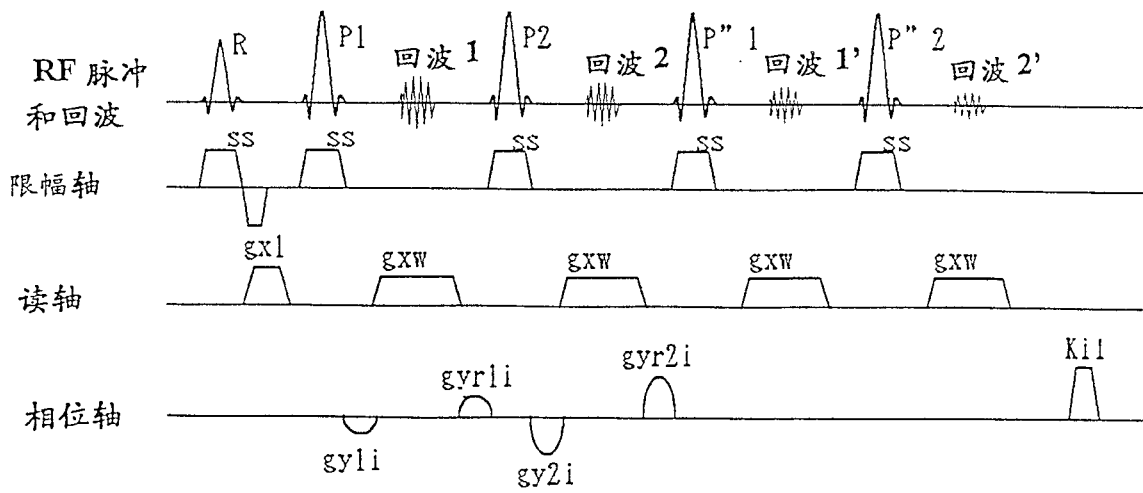 R P1 P2 P"1 P"2
RF 脉冲
和回波
回波 1 回波 2 回波 1' 回波 2'
ss ss ss ss ss
限幅轴
gx1 gxw gxw gxw gxw
读轴
gyr1i gyr2i Kil
相位轴
gy1i gy2i